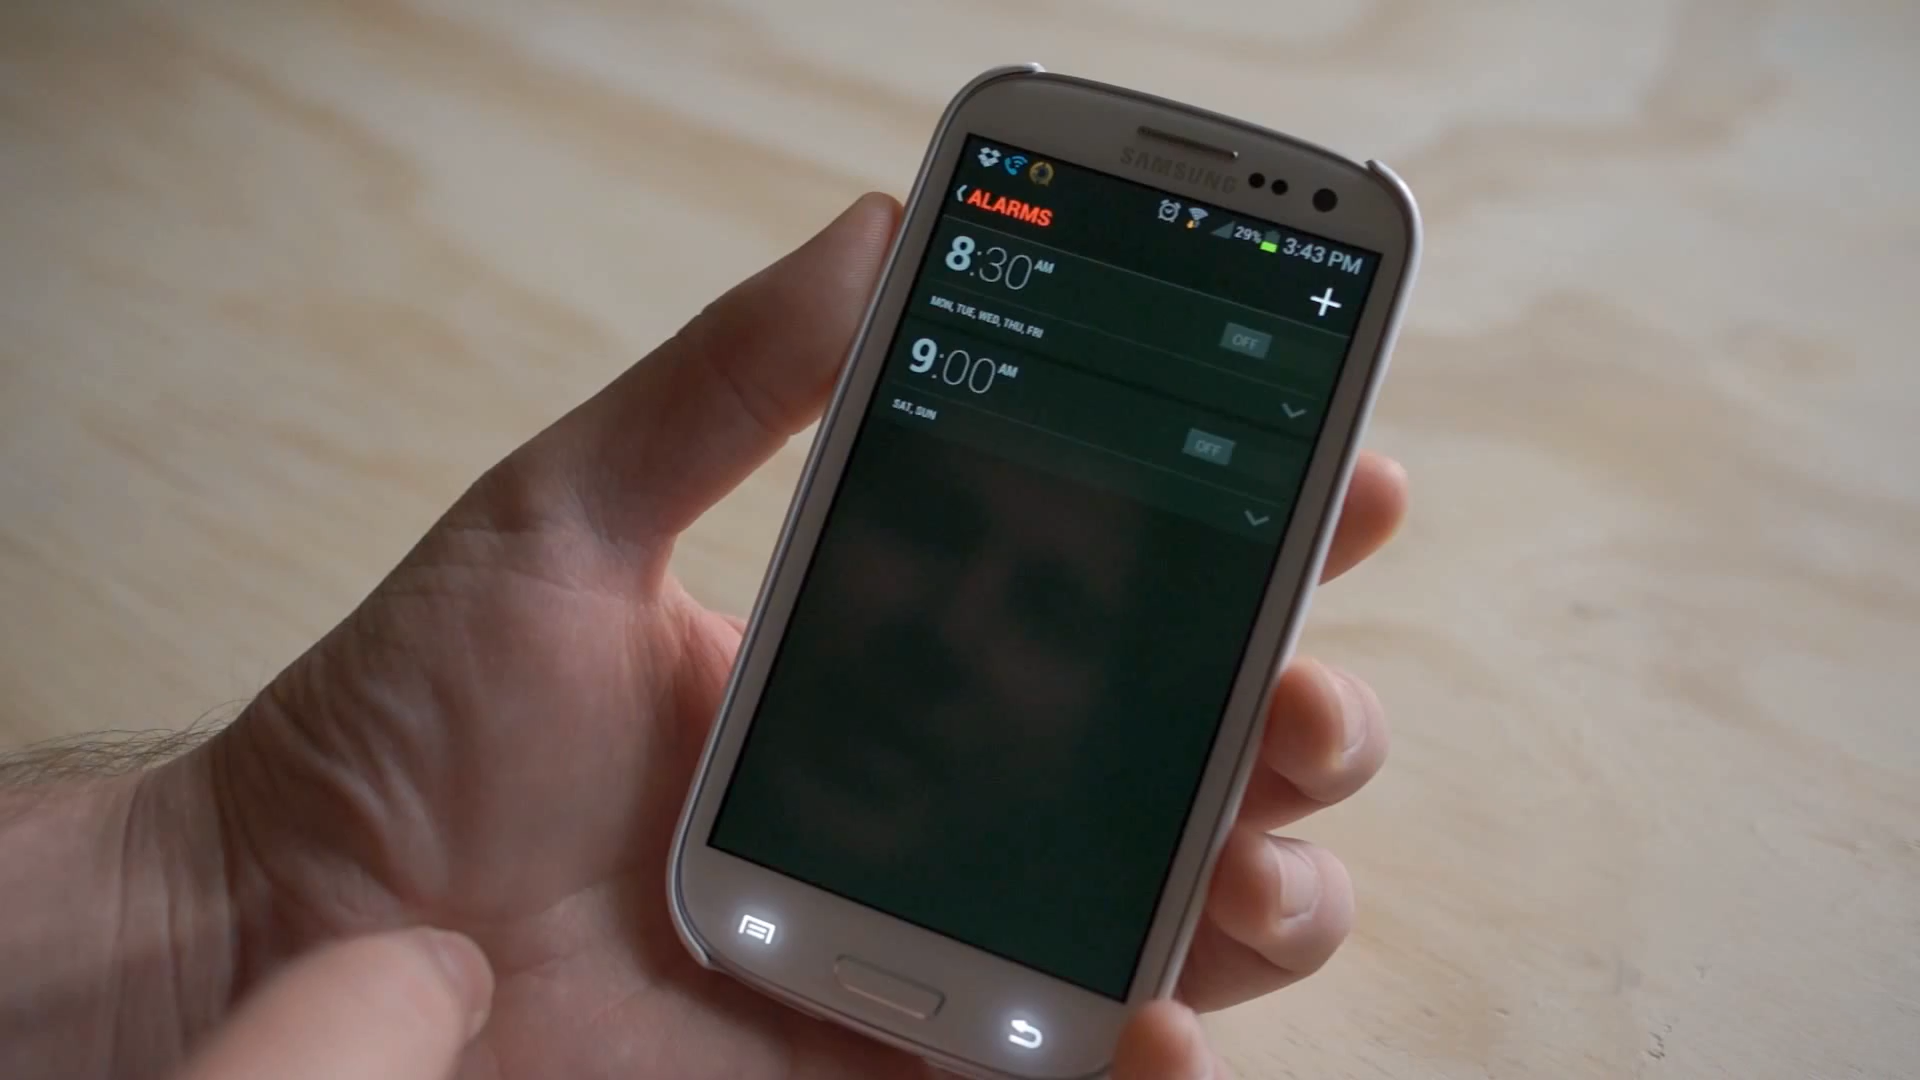 SAMSUNG
29% 3:43 PM
ALARMS
8:30 AM
MON, TUE, WED, THU, FRI
OFF
9:00 AM
SAT, SUN
OFF